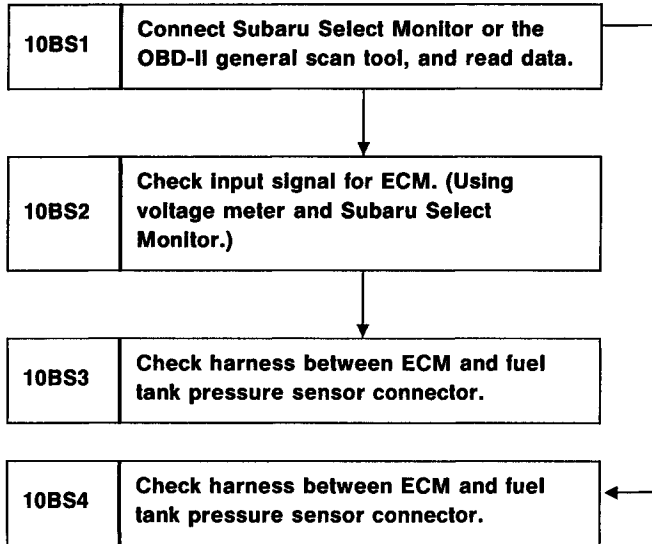 10BS1
Connect Subaru Select Monitor or the
OBD-II general scan tool, and read data.
10BS2
Check input signal for ECM. (Using
voltage meter and Subaru Select
Monitor.)
10BS3
Check harness between ECM and fuel
tank pressure sensor connector.
10BS4
Check harness between ECM and fuel
tank pressure sensor connector.